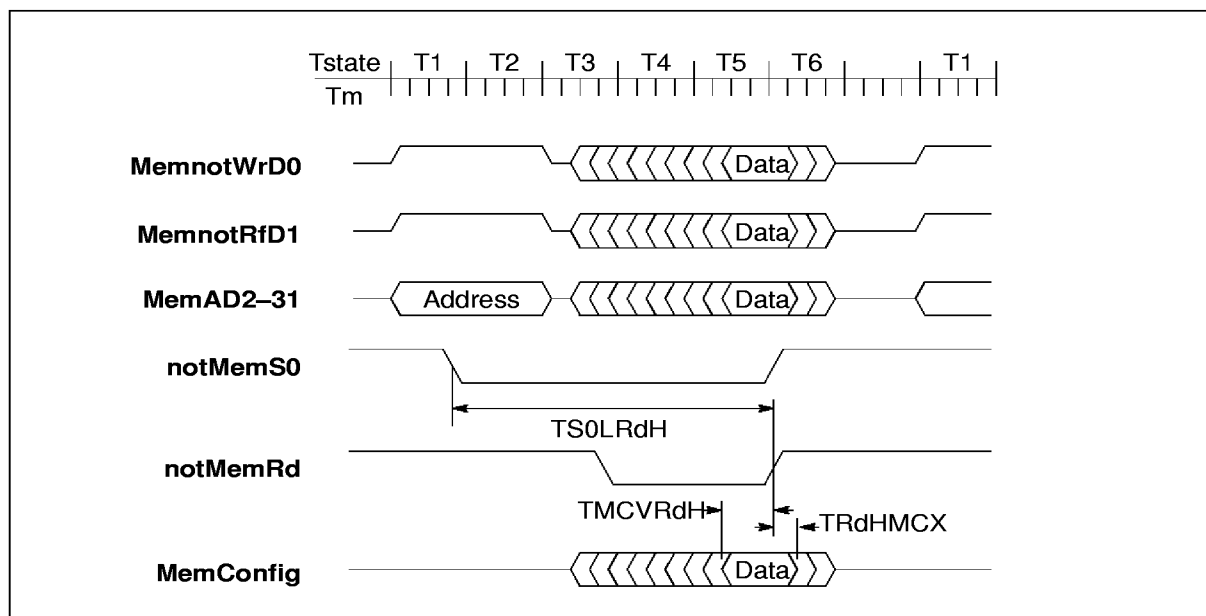 Tstate T1 T2 T3 T4 T5 T6 T1
Tm
MemnotWrD0 Data
MemnotRfD1 Data
MemAD2–31 Address Data
notMemS0
TS0LRdH
notMemRd
TMCVRdH TRdHMCX
MemConfig Data